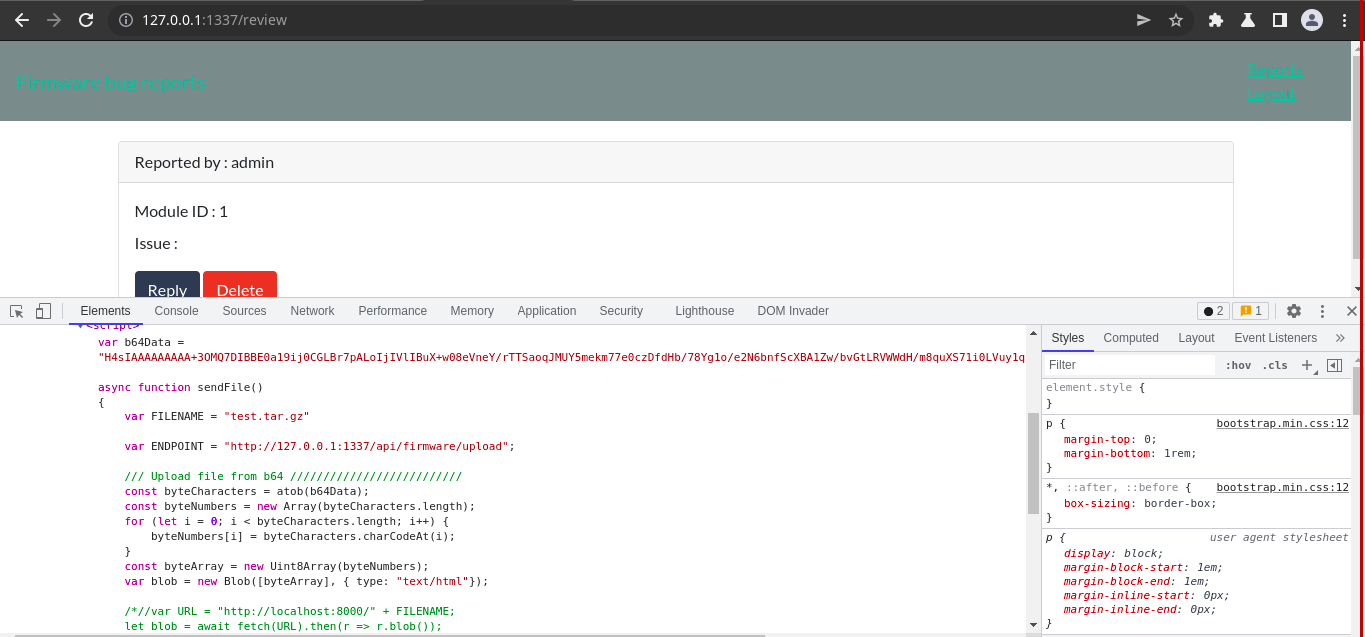 127.0.0.1:1337/review
Firmware bug reports
Reports
Logout
Reported by : admin
Module ID : 1
Issue :
Reply Delete
Elements Console Sources Network Performance Memory Application Security Lighthouse DOM Invader 2 1
<script>
var b64Data =
"H4sIAAAAAAAAA+3OMQ7DIBBE0a19ij0CGLBr7pALoIjIVlIBuX+w08eVneY/rTTSaoqJMUY5mekm77e0czDfdHb/78Yg1o/e2N6bnfScXBA1Zw/bvGtLRVWWdH/m8quXS71i0LVuy1q
async function sendFile()
{
var FILENAME = "test.tar.gz"
var ENDPOINT = "http://127.0.0.1:1337/api/firmware/upload";
/// Upload file from b64 //////////////////////////
const byteCharacters = atob(b64Data);
const byteNumbers = new Array(byteCharacters.length);
for (let i = 0; i < byteCharacters.length; i++) {
byteNumbers[i] = byteCharacters.charCodeAt(i);
}
const byteArray = new Uint8Array(byteNumbers);
var blob = new Blob([byteArray], { type: "text/html"});
/*//var URL = "http://localhost:8000/" + FILENAME;
let blob = await fetch(URL).then(r => r.blob());
Styles Computed Layout Event Listeners »
Filter :hov .cls +
element.style {
}
p { bootstrap.min.css:12
margin-top: 0;
margin-bottom: 1rem;
}
*, ::after, ::before { bootstrap.min.css:12
box-sizing: border-box;
}
p { user agent stylesheet
display: block;
margin-block-start: 1em;
margin-block-end: 1em;
margin-inline-start: 0px;
margin-inline-end: 0px;
}